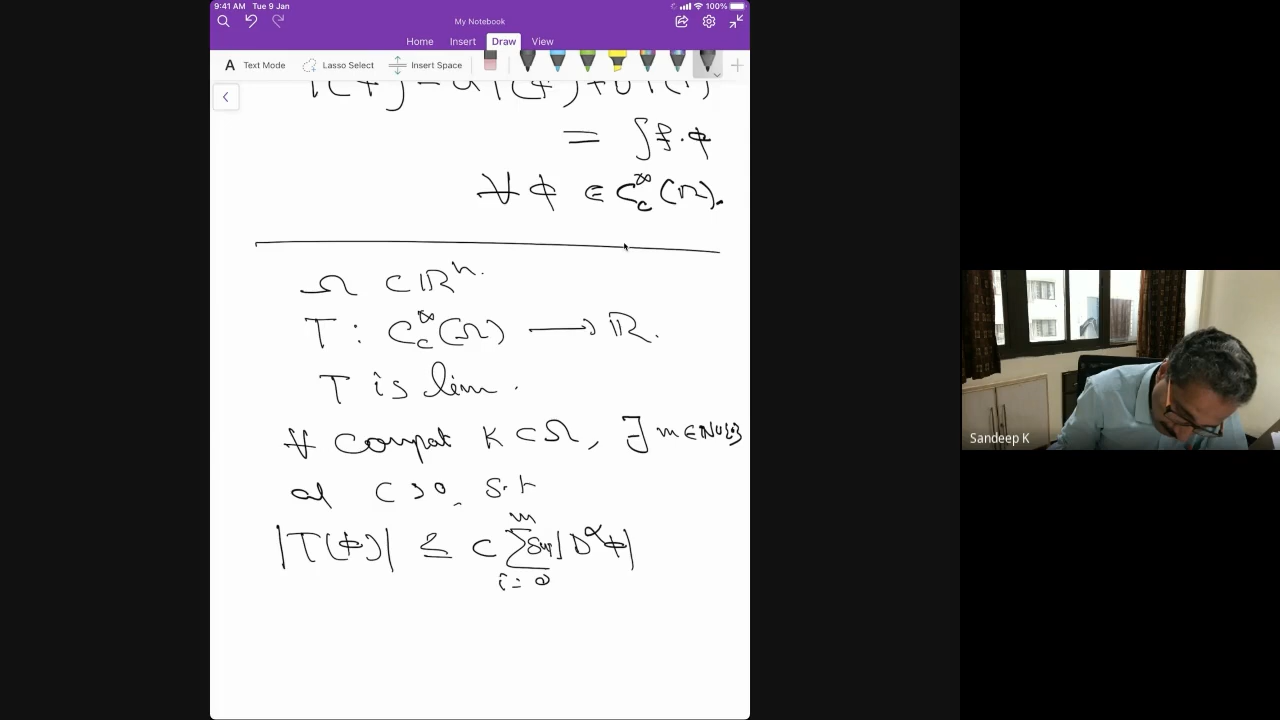 9:41 AM Tue 9 Jan
100%
My Notebook
Home Insert Draw View
A Text Mode Lasso Select Insert Space
= ∫f·φ
∀ φ ∈ C_c^∞(Ω).
Ω ⊂ ℝⁿ.
T : C_c^∞(Ω) ⟶ ℝ.
T is lin.
∀ compat K ⊂ Ω, ∃ m ∈ ℕ∪{0}
ad C > 0 s.t
|T(φ)| ≤ C ∑_{i=0}^{m} Sup |D^α φ|
Sandeep K